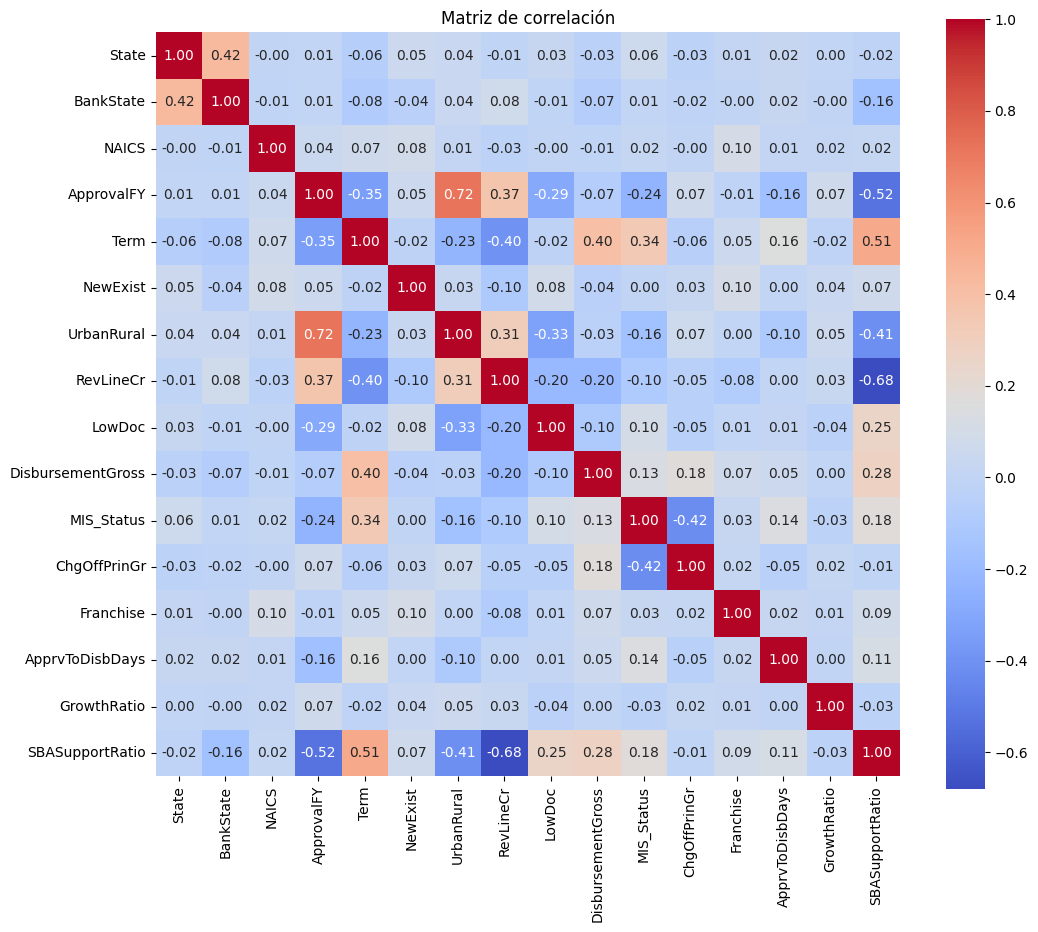 Matriz de correlación
State 1.00 0.42 -0.00 0.01 -0.06 0.05 0.04 -0.01 0.03 -0.03 0.06 -0.03 0.01 0.02 0.00 -0.02
BankState 0.42 1.00 -0.01 0.01 -0.08 -0.04 0.04 0.08 -0.01 -0.07 0.01 -0.02 -0.00 0.02 -0.00 -0.16
NAICS -0.00 -0.01 1.00 0.04 0.07 0.08 0.01 -0.03 -0.00 -0.01 0.02 -0.00 0.10 0.01 0.02 0.02
ApprovalFY 0.01 0.01 0.04 1.00 -0.35 0.05 0.72 0.37 -0.29 -0.07 -0.24 0.07 -0.01 -0.16 0.07 -0.52
Term -0.06 -0.08 0.07 -0.35 1.00 -0.02 -0.23 -0.40 -0.02 0.40 0.34 -0.06 0.05 0.16 -0.02 0.51
NewExist 0.05 -0.04 0.08 0.05 -0.02 1.00 0.03 -0.10 0.08 -0.04 0.00 0.03 0.10 0.00 0.04 0.07
UrbanRural 0.04 0.04 0.01 0.72 -0.23 0.03 1.00 0.31 -0.33 -0.03 -0.16 0.07 0.00 -0.10 0.05 -0.41
RevLineCr -0.01 0.08 -0.03 0.37 -0.40 -0.10 0.31 1.00 -0.20 -0.20 -0.10 -0.05 -0.08 0.00 0.03 -0.68
LowDoc 0.03 -0.01 -0.00 -0.29 -0.02 0.08 -0.33 -0.20 1.00 -0.10 0.10 -0.05 0.01 0.01 -0.04 0.25
DisbursementGross -0.03 -0.07 -0.01 -0.07 0.40 -0.04 -0.03 -0.20 -0.10 1.00 0.13 0.18 0.07 0.05 0.00 0.28
MIS_Status 0.06 0.01 0.02 -0.24 0.34 0.00 -0.16 -0.10 0.10 0.13 1.00 -0.42 0.03 0.14 -0.03 0.18
ChgOffPrinGr -0.03 -0.02 -0.00 0.07 -0.06 0.03 0.07 -0.05 -0.05 0.18 -0.42 1.00 0.02 -0.05 0.02 -0.01
Franchise 0.01 -0.00 0.10 -0.01 0.05 0.10 0.00 -0.08 0.01 0.07 0.03 0.02 1.00 0.02 0.01 0.09
ApprvToDisbDays 0.02 0.02 0.01 -0.16 0.16 0.00 -0.10 0.00 0.01 0.05 0.14 -0.05 0.02 1.00 0.00 0.11
GrowthRatio 0.00 -0.00 0.02 0.07 -0.02 0.04 0.05 0.03 -0.04 0.00 -0.03 0.02 0.01 0.00 1.00 -0.03
SBASupportRatio -0.02 -0.16 0.02 -0.52 0.51 0.07 -0.41 -0.68 0.25 0.28 0.18 -0.01 0.09 0.11 -0.03 1.00
State
BankState
NAICS
ApprovalFY
Term
NewExist
UrbanRural
RevLineCr
LowDoc
DisbursementGross
MIS_Status
ChgOffPrinGr
Franchise
ApprvToDisbDays
GrowthRatio
SBASupportRatio
1.0
0.8
0.6
0.4
0.2
0.0
−0.2
−0.4
−0.6